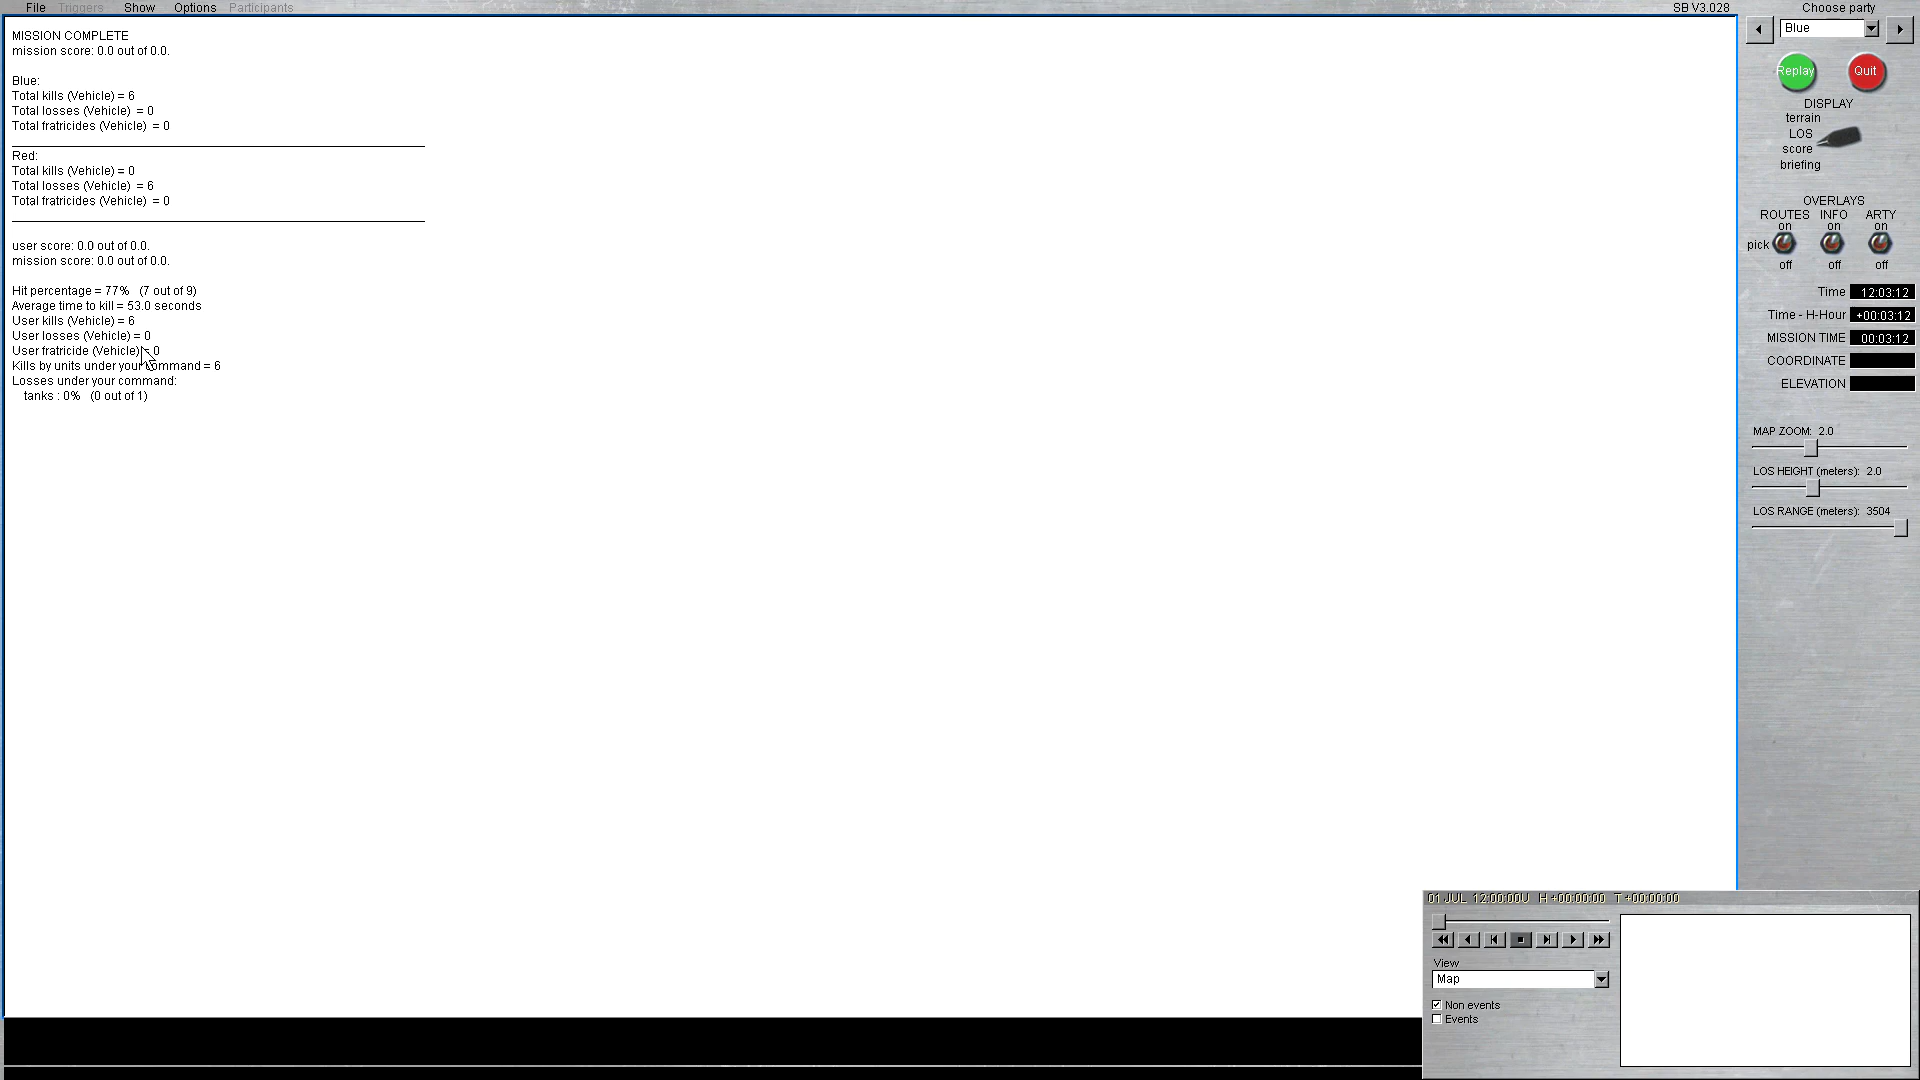 File Triggers Show Options Participants SB V3.028
MISSION COMPLETE
mission score: 0.0 out of 0.0.
Blue:
Total kills (Vehicle) = 6
Total losses (Vehicle) = 0
Total fratricides (Vehicle) = 0
Red:
Total kills (Vehicle) = 0
Total losses (Vehicle) = 6
Total fratricides (Vehicle) = 0
user score: 0.0 out of 0.0.
mission score: 0.0 out of 0.0.
Hit percentage = 77% (7 out of 9)
Average time to kill = 53.0 seconds
User kills (Vehicle) = 6
User losses (Vehicle) = 0
User fratricide (Vehicle) = 0
Kills by units under your command = 6
Losses under your command:
tanks : 0% (0 out of 1)
Choose party
Blue
Replay Quit
DISPLAY
terrain
LOS
score
briefing
OVERLAYS
ROUTES INFO ARTY
on on on
pick
off off off
Time 12:03:12
Time - H-Hour +00:03:12
MISSION TIME 00:03:12
COORDINATE
ELEVATION
MAP ZOOM: 2.0
LOS HEIGHT (meters): 2.0
LOS RANGE (meters): 3504
01 JUL 12:00:00U H +00:00:00 T +00:00:00
View
Map
Non events
Events